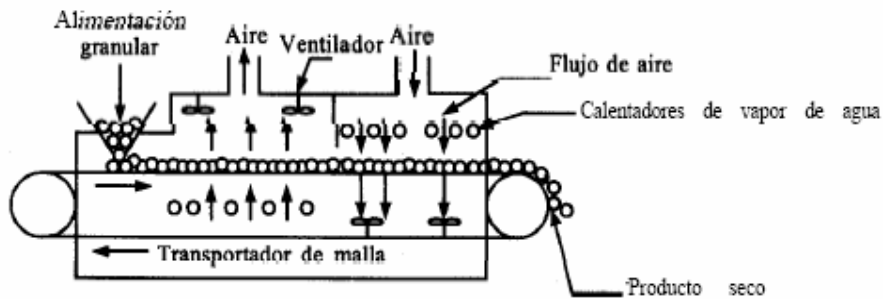 Alimentación
granular
Aire
Ventilador
Aire
Flujo de aire
Calentadores de vapor de agua
Transportador de malla
Producto seco